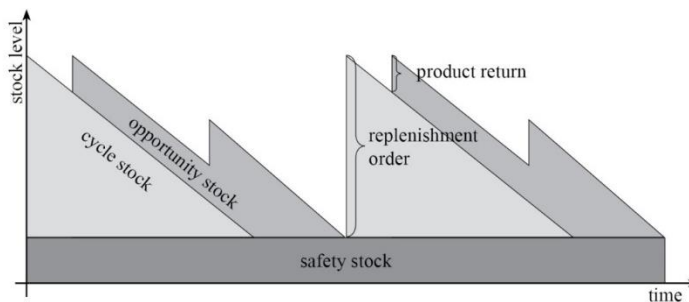 stock level
cycle stock
opportunity stock
product return
replenishment
order
safety stock
time